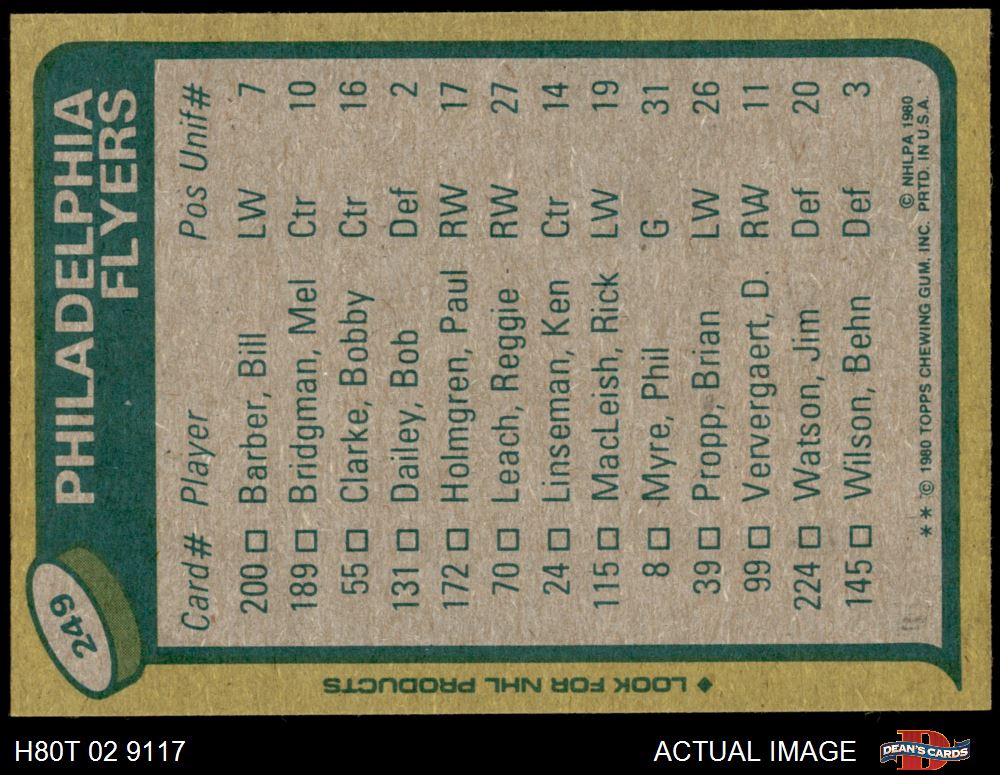 249
PHILADELPHIA
FLYERS
Card# Player Pos Unif#
200 □ Barber, Bill LW 7
189 □ Bridgman, Mel Ctr 10
55 □ Clarke, Bobby Ctr 16
131 □ Dailey, Bob Def 2
172 □ Holmgren, Paul RW 17
70 □ Leach, Reggie RW 27
24 □ Linseman, Ken Ctr 14
115 □ MacLeish, Rick LW 19
8 □ Myre, Phil G 31
39 □ Propp, Brian LW 26
99 □ Ververgaert, D. RW 11
224 □ Watson, Jim Def 20
145 □ Wilson, Behn Def 3
© NHLPA 1980
** © 1980 TOPPS CHEWING GUM, INC. PRTD. IN U.S.A.
◆ LOOK FOR NHL PRODUCTS
H80T 02 9117
ACTUAL IMAGE
DEAN'S CARDS